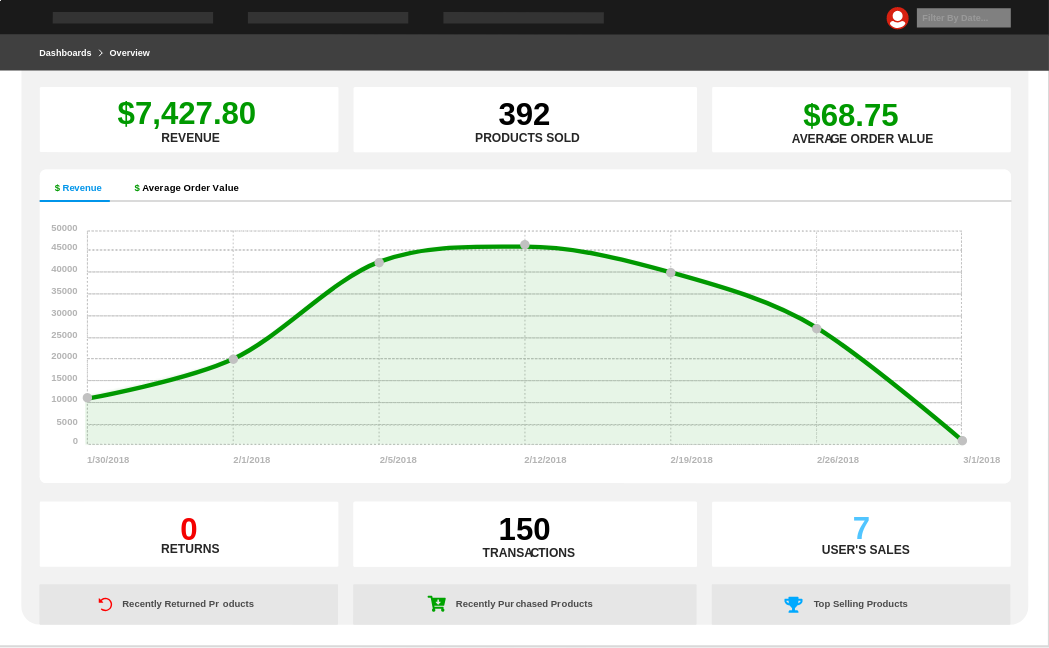 Filter By Date...
Dashboards > Overview
$7,427.80
REVENUE
392
PRODUCTS SOLD
$68.75
AVERAGE ORDER VALUE
$ Revenue
$ Average Order Value
50000
45000
40000
35000
30000
25000
20000
15000
10000
5000
0
1/30/2018
2/1/2018
2/5/2018
2/12/2018
2/19/2018
2/26/2018
3/1/2018
0
RETURNS
150
TRANSACTIONS
7
USER'S SALES
Recently Returned Pr oducts
Recently Pur chased Products
Top Selling Products